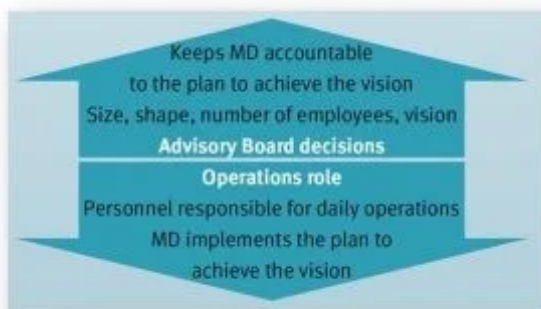 Keeps MD accountable
to the plan to achieve the vision
Size, shape, number of employees, vision
Advisory Board decisions
Operations role
Personnel responsible for daily operations
MD implements the plan to
achieve the vision